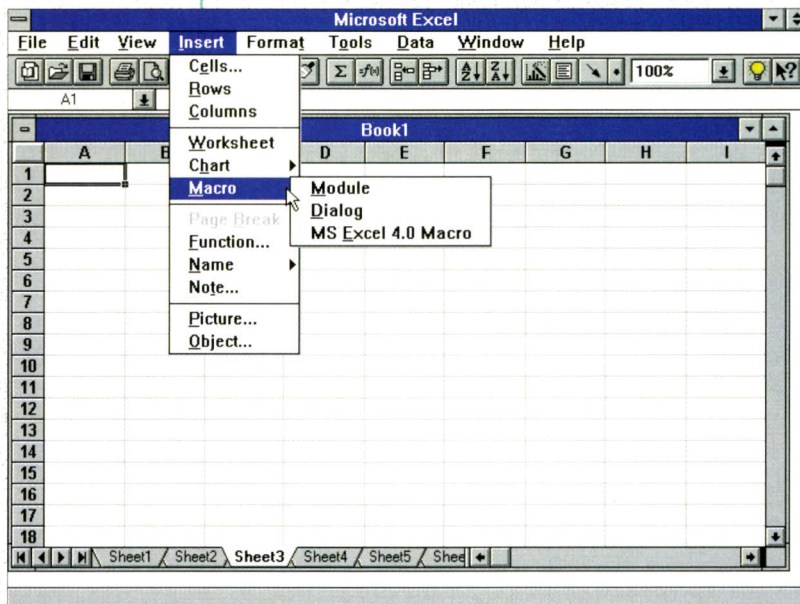 Microsoft Excel
File Edit View Insert Format Tools Data Window Help
Σ f(x) A Z Z A 100%
A1
Cells...
Rows
Columns
Worksheet
Chart
Macro
Page Break
Function...
Name
Note...
Picture...
Object...
Module
Dialog
MS Excel 4.0 Macro
Book1
A B D E F G H I
1
2
3
4
5
6
7
8
9
10
11
12
13
14
15
16
17
18
Sheet1 Sheet2 Sheet3 Sheet4 Sheet5 Shee